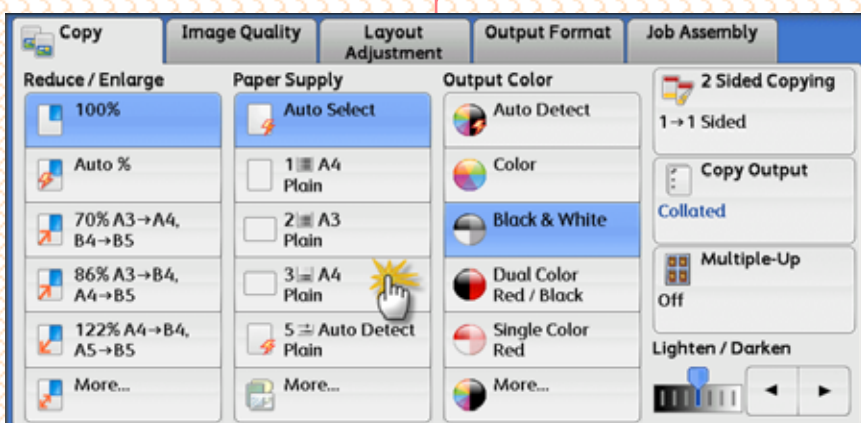 Copy
Image Quality
Layout
Adjustment
Output Format
Job Assembly
Reduce / Enlarge
100%
Auto %
70% A3→A4,
B4→B5
86% A3→B4,
A4→B5
122% A4→B4,
A5→B5
More...
Paper Supply
Auto Select
1 A4
Plain
2 A3
Plain
3 A4
Plain
5 Auto Detect
Plain
More...
Output Color
Auto Detect
Color
Black & White
Dual Color
Red / Black
Single Color
Red
More...
2 Sided Copying
1→1 Sided
Copy Output
Collated
Multiple-Up
Off
Lighten / Darken